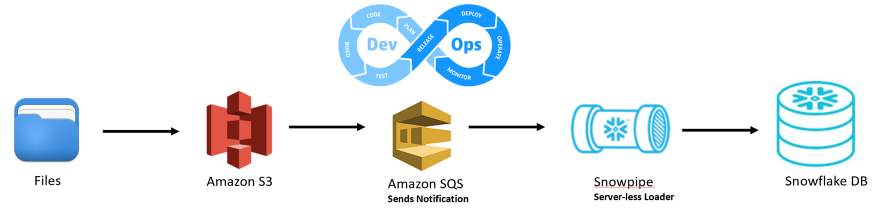 CODE
PLAN
BUILD
TEST
Dev
RELEASE
Ops
DEPLOY
OPERATE
MONITOR
Files
Amazon S3
Amazon SQS
Sends Notification
Snowpipe
Server-less Loader
Snowflake DB